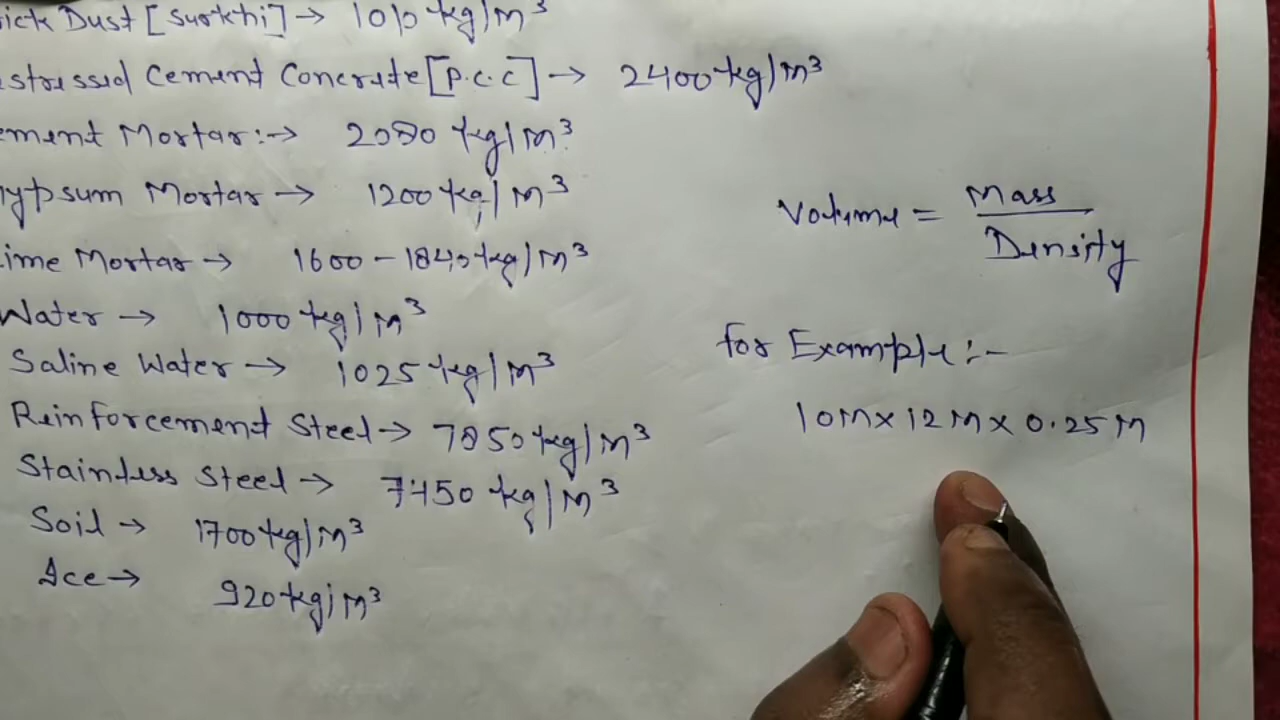 ick Dust [Surkhi] → 1010 kg/m³
estressed Cement Concrete [P.C.C] → 2400 kg/m³
ement Mortar:→ 2080 kg/m³
ypsum Mortar → 1200 kg/m³
ime Mortar → 1600 - 1840 kg/m³
Water → 1000 kg/m³
Saline Water → 1025 kg/m³
Reinforcement Steel → 7850 kg/m³
Stainless Steel → 7450 kg/m³
Soil → 1700 kg/m³
Ice → 920 kg/m³
Volume = Mass
Density
For Example:-
10M x 12M x 0.25M